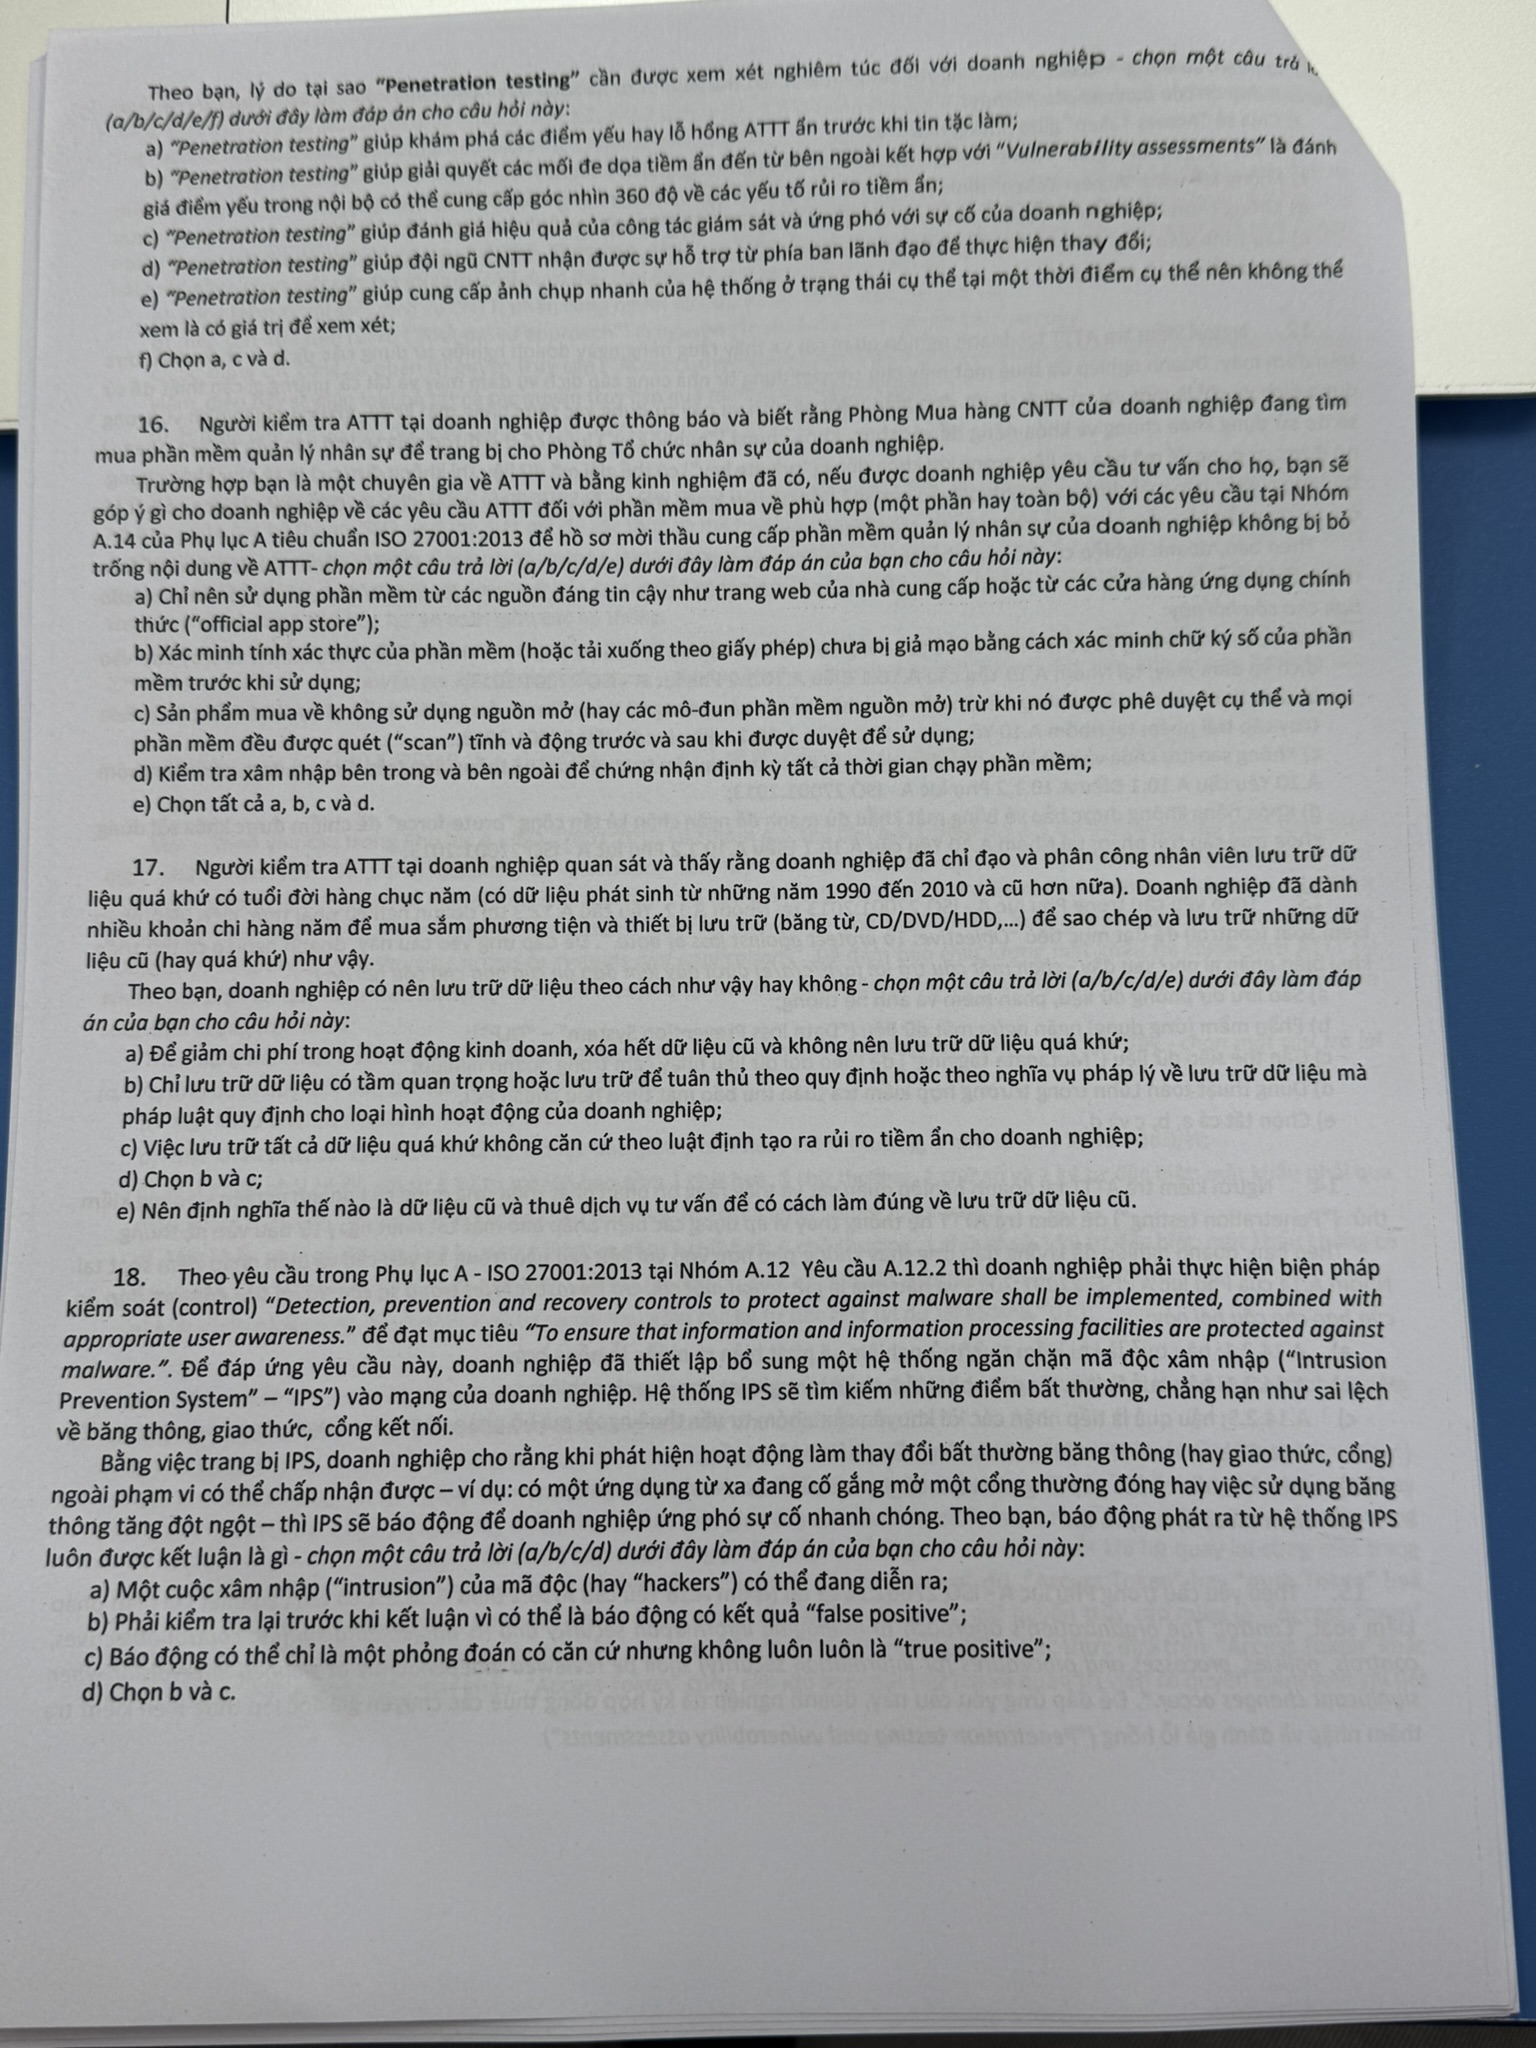 Theo bạn, lý do tại sao “Penetration testing” cần được xem xét nghiêm túc đối với doanh nghiệp - chọn một câu trả
(a/b/c/d/e/f) dưới đây làm đáp án cho câu hỏi này:
a) “Penetration testing” giúp khám phá các điểm yếu hay lỗ hổng ATTT ẩn trước khi tin tặc làm;
b) “Penetration testing” giúp giải quyết các mối đe dọa tiềm ẩn đến từ bên ngoài kết hợp với “Vulnerability assessments” là đánh
giá điểm yếu trong nội bộ có thể cung cấp góc nhìn 360 độ về các yếu tố rủi ro tiềm ẩn;
c) “Penetration testing” giúp đánh giá hiệu quả của công tác giám sát và ứng phó với sự cố của doanh nghiệp;
d) “Penetration testing” giúp đội ngũ CNTT nhận được sự hỗ trợ từ phía ban lãnh đạo để thực hiện thay đổi;
e) “Penetration testing” giúp cung cấp ảnh chụp nhanh của hệ thống ở trạng thái cụ thể tại một thời điểm cụ thể nên không thể
xem là có giá trị để xem xét;
f) Chọn a, c và d.
16. Người kiểm tra ATTT tại doanh nghiệp được thông báo và biết rằng Phòng Mua hàng CNTT của doanh nghiệp đang tìm
mua phần mềm quản lý nhân sự để trang bị cho Phòng Tổ chức nhân sự của doanh nghiệp.
Trường hợp bạn là một chuyên gia về ATTT và bằng kinh nghiệm đã có, nếu được doanh nghiệp yêu cầu tư vấn cho họ, bạn sẽ
góp ý gì cho doanh nghiệp về các yêu cầu ATTT đối với phần mềm mua về phù hợp (một phần hay toàn bộ) với các yêu cầu tại Nhóm
A.14 của Phụ lục A tiêu chuẩn ISO 27001:2013 để hồ sơ mời thầu cung cấp phần mềm quản lý nhân sự của doanh nghiệp không bị bỏ
trống nội dung về ATTT- chọn một câu trả lời (a/b/c/d/e) dưới đây làm đáp án của bạn cho câu hỏi này:
a) Chỉ nên sử dụng phần mềm từ các nguồn đáng tin cậy như trang web của nhà cung cấp hoặc từ các cửa hàng ứng dụng chính
thức (“official app store”);
b) Xác minh tính xác thực của phần mềm (hoặc tải xuống theo giấy phép) chưa bị giả mạo bằng cách xác minh chữ ký số của phần
mềm trước khi sử dụng;
c) Sản phẩm mua về không sử dụng nguồn mở (hay các mô-đun phần mềm nguồn mở) trừ khi nó được phê duyệt cụ thể và mọi
phần mềm đều được quét (“scan”) tĩnh và động trước và sau khi được duyệt để sử dụng;
d) Kiểm tra xâm nhập bên trong và bên ngoài để chứng nhận định kỳ tất cả thời gian chạy phần mềm;
e) Chọn tất cả a, b, c và d.
17. Người kiểm tra ATTT tại doanh nghiệp quan sát và thấy rằng doanh nghiệp đã chỉ đạo và phân công nhân viên lưu trữ dữ
liệu quá khứ có tuổi đời hàng chục năm (có dữ liệu phát sinh từ những năm 1990 đến 2010 và cũ hơn nữa). Doanh nghiệp đã dành
nhiều khoản chi hàng năm để mua sắm phương tiện và thiết bị lưu trữ (băng từ, CD/DVD/HDD,...) để sao chép và lưu trữ những dữ
liệu cũ (hay quá khứ) như vậy.
Theo bạn, doanh nghiệp có nên lưu trữ dữ liệu theo cách như vậy hay không - chọn một câu trả lời (a/b/c/d/e) dưới đây làm đáp
án của bạn cho câu hỏi này:
a) Để giảm chi phí trong hoạt động kinh doanh, xóa hết dữ liệu cũ và không nên lưu trữ dữ liệu quá khứ;
b) Chỉ lưu trữ dữ liệu có tầm quan trọng hoặc lưu trữ để tuân thủ theo quy định hoặc theo nghĩa vụ pháp lý về lưu trữ dữ liệu mà
pháp luật quy định cho loại hình hoạt động của doanh nghiệp;
c) Việc lưu trữ tất cả dữ liệu quá khứ không căn cứ theo luật định tạo ra rủi ro tiềm ẩn cho doanh nghiệp;
d) Chọn b và c;
e) Nên định nghĩa thế nào là dữ liệu cũ và thuê dịch vụ tư vấn để có cách làm đúng về lưu trữ dữ liệu cũ.
18. Theo yêu cầu trong Phụ lục A - ISO 27001:2013 tại Nhóm A.12 Yêu cầu A.12.2 thì doanh nghiệp phải thực hiện biện pháp
kiểm soát (control) “Detection, prevention and recovery controls to protect against malware shall be implemented, combined with
appropriate user awareness.” để đạt mục tiêu “To ensure that information and information processing facilities are protected against
malware.”. Để đáp ứng yêu cầu này, doanh nghiệp đã thiết lập bổ sung một hệ thống ngăn chặn mã độc xâm nhập (“Intrusion
Prevention System” – “IPS”) vào mạng của doanh nghiệp. Hệ thống IPS sẽ tìm kiếm những điểm bất thường, chẳng hạn như sai lệch
về băng thông, giao thức, cổng kết nối.
Bằng việc trang bị IPS, doanh nghiệp cho rằng khi phát hiện hoạt động làm thay đổi bất thường băng thông (hay giao thức, cổng)
ngoài phạm vi có thể chấp nhận được – ví dụ: có một ứng dụng từ xa đang cố gắng mở một cổng thường đóng hay việc sử dụng băng
thông tăng đột ngột – thì IPS sẽ báo động để doanh nghiệp ứng phó sự cố nhanh chóng. Theo bạn, báo động phát ra từ hệ thống IPS
luôn được kết luận là gì - chọn một câu trả lời (a/b/c/d) dưới đây làm đáp án của bạn cho câu hỏi này:
a) Một cuộc xâm nhập (“intrusion”) của mã độc (hay “hackers”) có thể đang diễn ra;
b) Phải kiểm tra lại trước khi kết luận vì có thể là báo động có kết quả “false positive”;
c) Báo động có thể chỉ là một phỏng đoán có căn cứ nhưng không luôn luôn là “true positive”;
d) Chọn b và c.